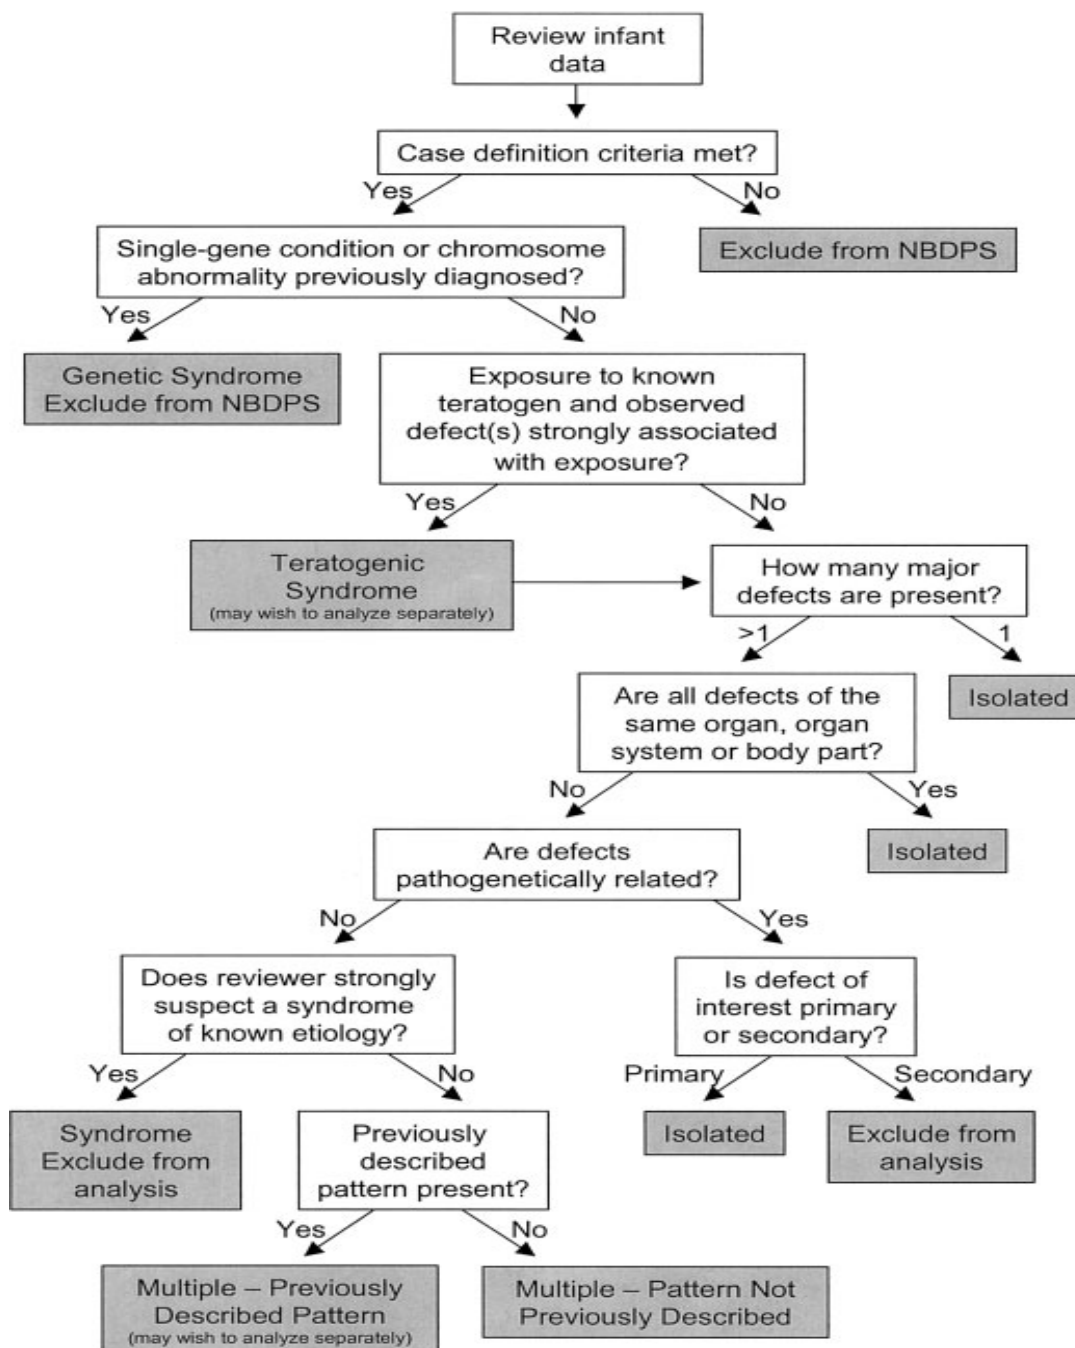 Review infant
data
Case definition criteria met?
Yes
No
Single-gene condition or chromosome
abnormality previously diagnosed?
Exclude from NBDPS
Yes
No
Genetic Syndrome
Exclude from NBDPS
Exposure to known
teratogen and observed
defect(s) strongly associated
with exposure?
Yes
No
Teratogenic
Syndrome
(may wish to analyze separately)
How many major
defects are present?
>1
1
Are all defects of the
same organ, organ
system or body part?
Isolated
No
Yes
Are defects
pathogenetically related?
Isolated
No
Yes
Does reviewer strongly
suspect a syndrome
of known etiology?
Is defect of
interest primary
or secondary?
Yes
No
Primary
Secondary
Syndrome
Exclude from
analysis
Previously
described
pattern present?
Isolated
Exclude from
analysis
Yes
No
Multiple – Previously
Described Pattern
(may wish to analyze separately)
Multiple – Pattern Not
Previously Described